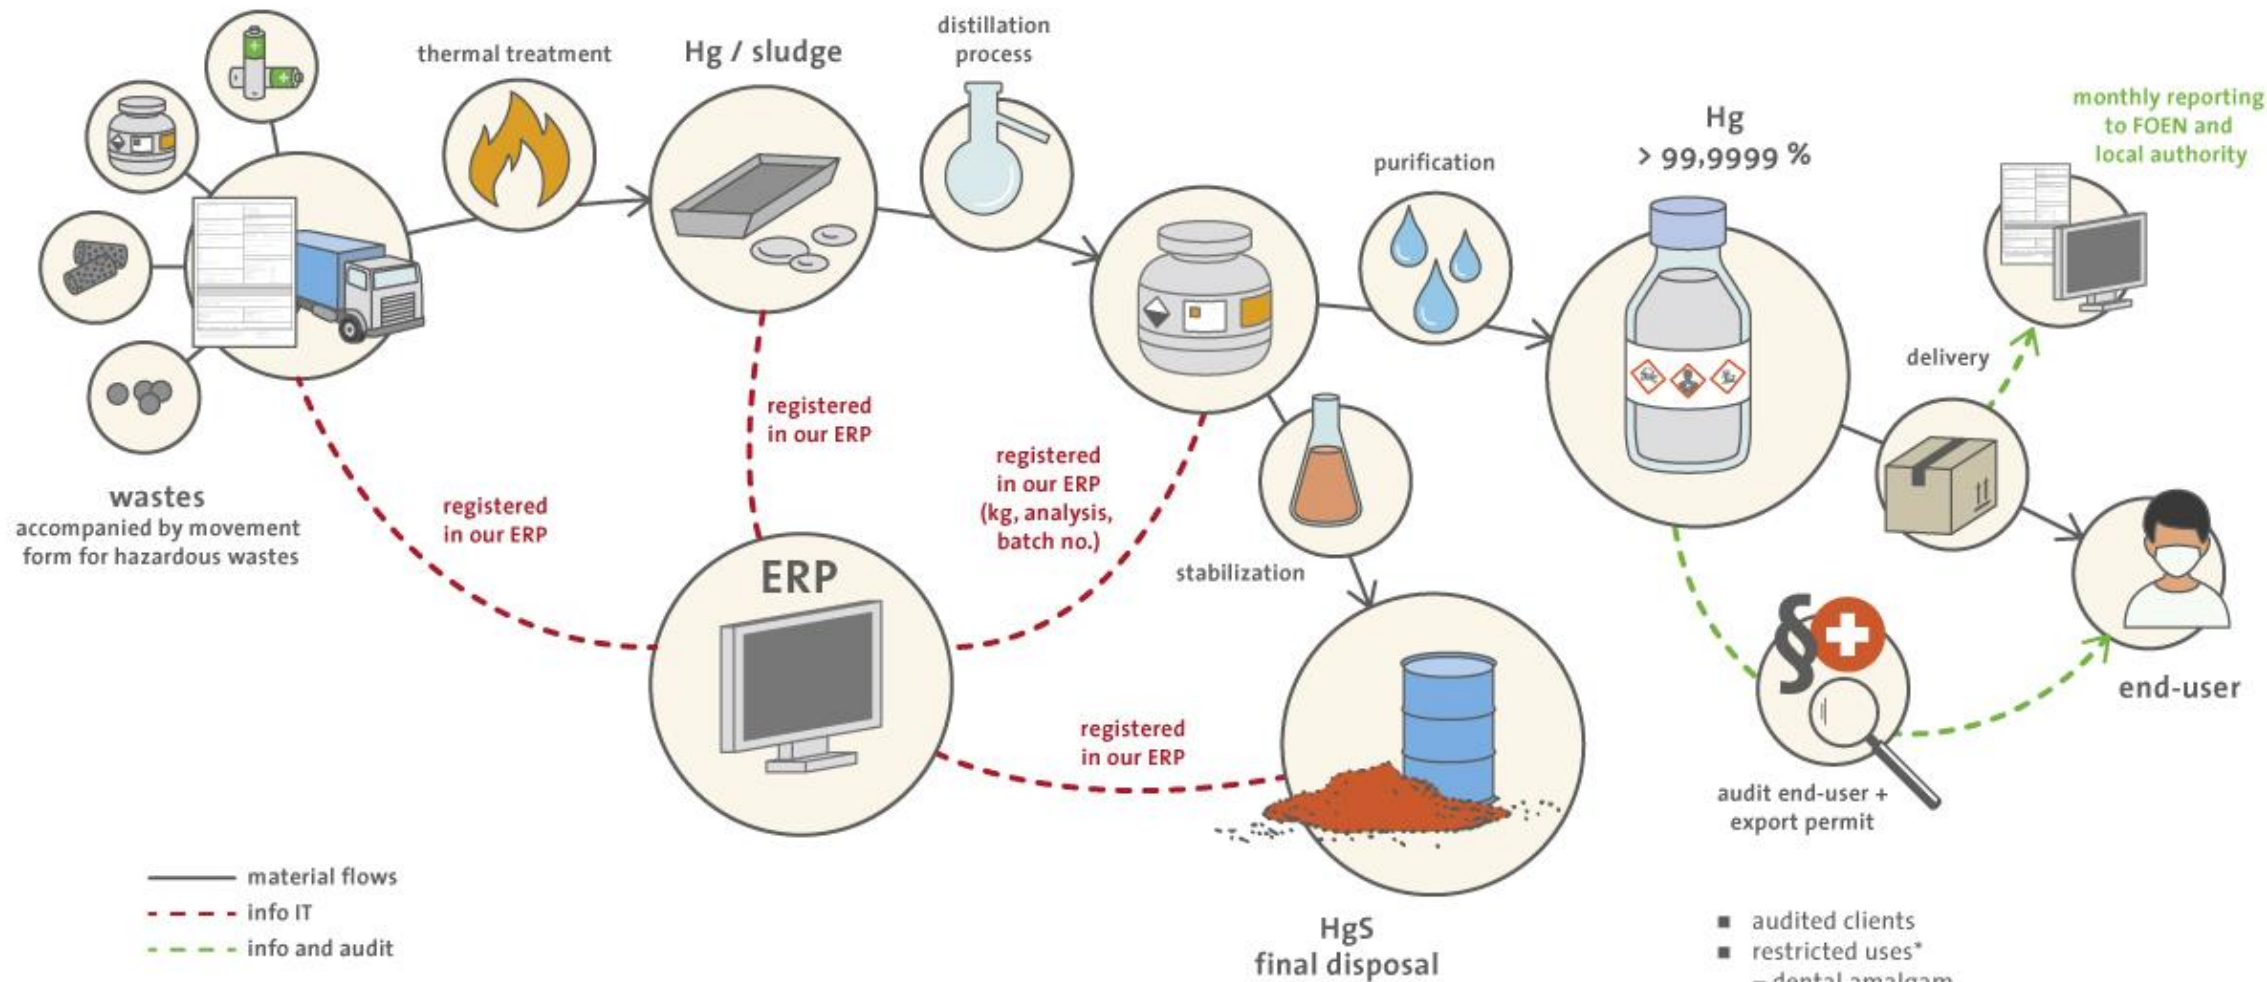 thermal treatment
Hg / sludge
distillation
process
purification
Hg
> 99,9999 %
monthly reporting
to FOEN and
local authority
delivery
wastes
accompanied by movement
form for hazardous wastes
registered
in our ERP
registered
in our ERP
registered
in our ERP
(kg, analysis,
batch no.)
stabilization
ERP
registered
in our ERP
end-user
audit end-user +
export permit
material flows
info IT
info and audit
HgS
final disposal
■ audited clients
■ restricted uses*
– dental amalgam